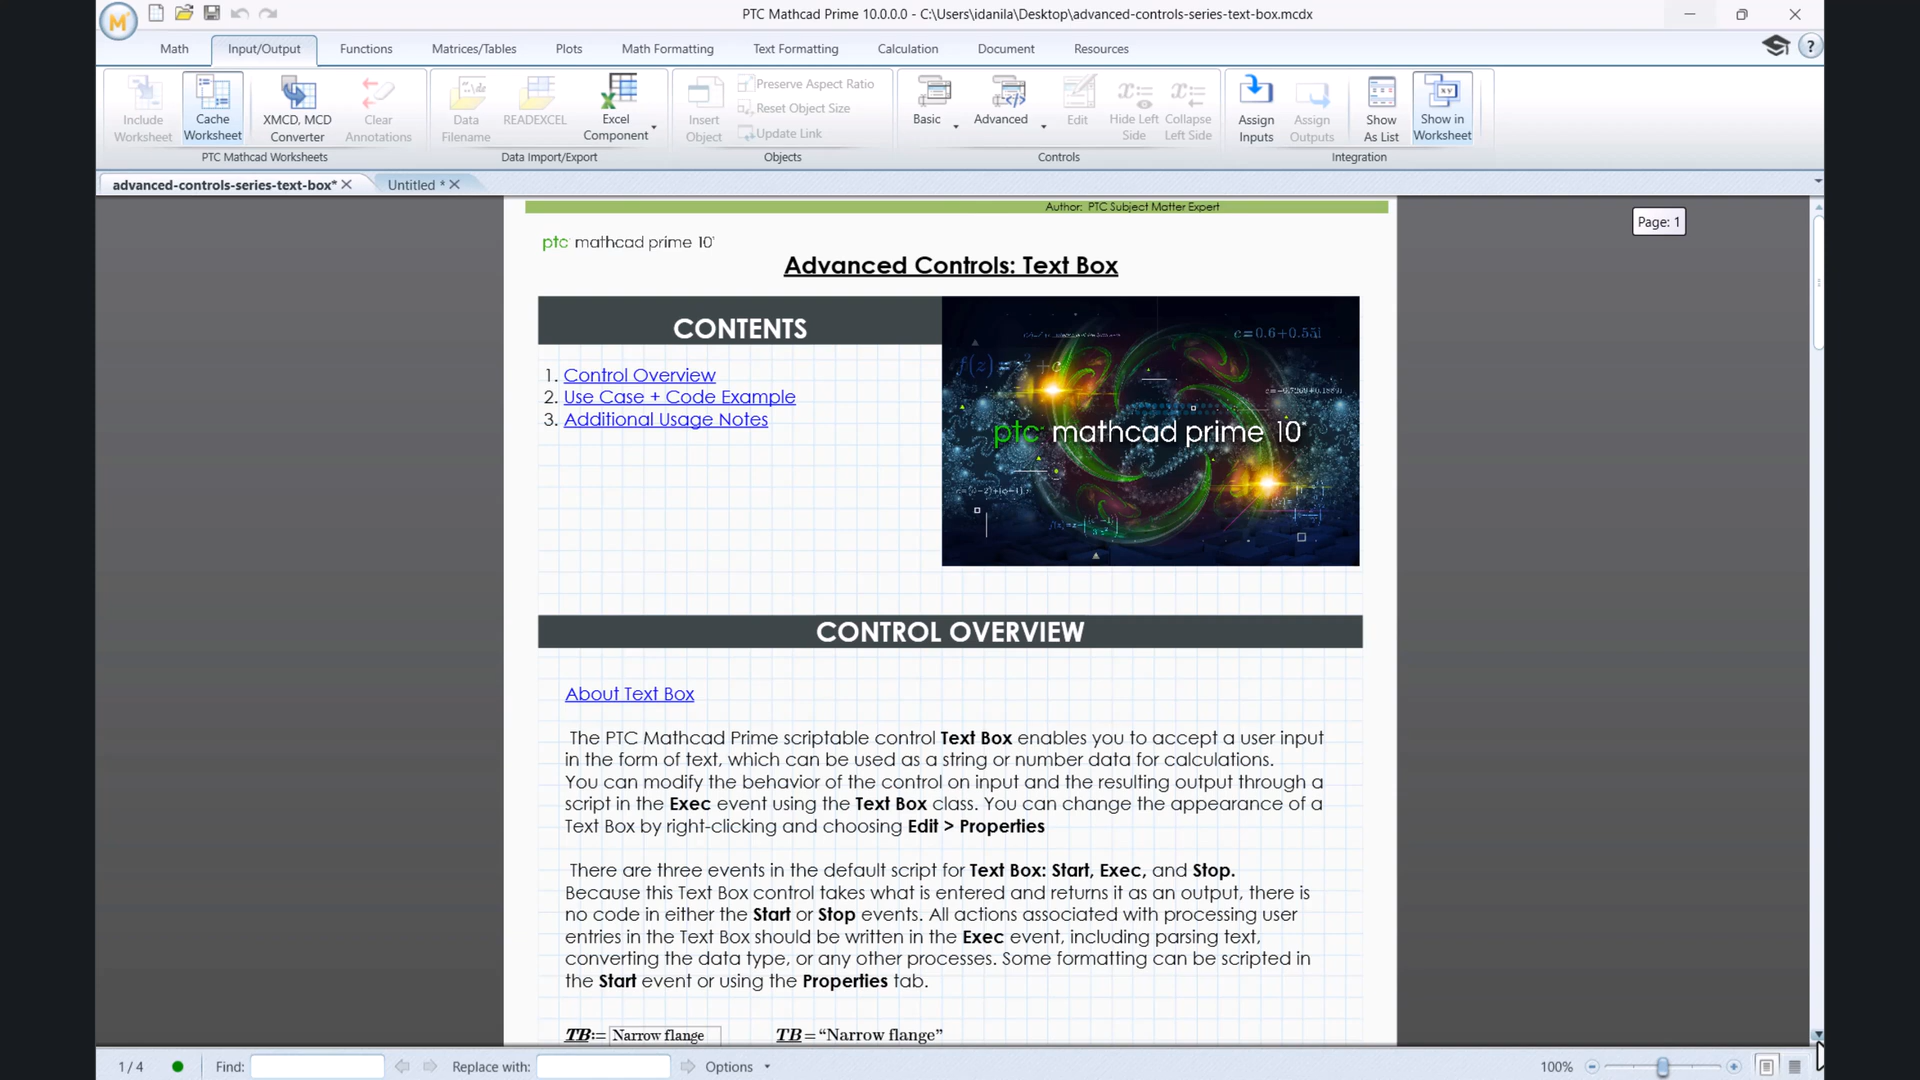 PTC Mathcad Prime 10.0.0.0 - C:\Users\idanila\Desktop\advanced-controls-series-text-box.mcdx
Math Input/Output Functions Matrices/Tables Plots Math Formatting Text Formatting Calculation Document Resources
Include Worksheet
Cache Worksheet
XMCD, MCD Converter
Clear Annotations
PTC Mathcad Worksheets
Data Filename
READEXCEL
Excel Component
Data Import/Export
Insert Object
Preserve Aspect Ratio
Reset Object Size
Update Link
Objects
Basic
Advanced
Edit
Hide Left Side
Collapse Left Side
Controls
Assign Inputs
Assign Outputs
Show As List
Show in Worksheet
Integration
advanced-controls-series-text-box*
Untitled *
Author: PTC Subject Matter Expert
Page: 1
ptc mathcad prime 10
Advanced Controls: Text Box
CONTENTS
1. Control Overview
2. Use Case + Code Example
3. Additional Usage Notes
c=0.6+0.55i
ptc mathcad prime 10
CONTROL OVERVIEW
About Text Box
The PTC Mathcad Prime scriptable control Text Box enables you to accept a user input
in the form of text, which can be used as a string or number data for calculations.
You can modify the behavior of the control on input and the resulting output through a
script in the Exec event using the Text Box class. You can change the appearance of a
Text Box by right-clicking and choosing Edit > Properties
There are three events in the default script for Text Box: Start, Exec, and Stop.
Because this Text Box control takes what is entered and returns it as an output, there is
no code in either the Start or Stop events. All actions associated with processing user
entries in the Text Box should be written in the Exec event, including parsing text,
converting the data type, or any other processes. Some formatting can be scripted in
the Start event or using the Properties tab.
TB:= Narrow flange TB = “Narrow flange”
1 / 4 Find: Replace with: Options 100%